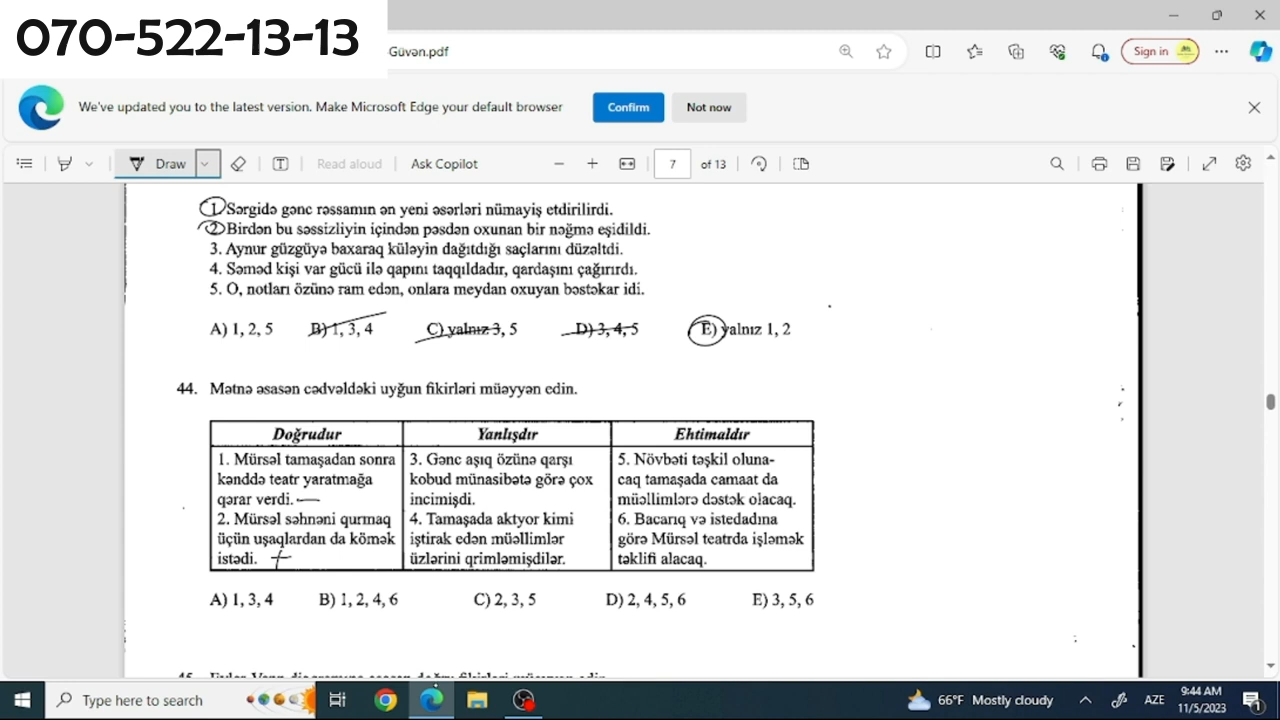 070-522-13-13
Güvən.pdf
Sign in
We've updated you to the latest version. Make Microsoft Edge your default browser
Confirm
Not now
Draw
Read aloud
Ask Copilot
7
of 13
1. Sərgidə gənc rəssamın ən yeni əsərləri nümayiş etdirilirdi.
2. Birdən bu səssizliyin içindən pəsdən oxunan bir nəğmə eşidildi.
3. Aynur güzgüyə baxaraq küləyin dağıtdığı saçlarını düzəltdi.
4. Səməd kişi var gücü ilə qapını taqqıldadır, qardaşını çağırırdı.
5. O, notları özünə ram edən, onlara meydan oxuyan bəstəkar idi.
A) 1, 2, 5 B) 1, 3, 4 C) yalnız 3, 5 D) 3, 4, 5 E) yalnız 1, 2
44. Mətnə əsasən cədvəldəki uyğun fikirləri müəyyən edin.
Doğrudur
1. Mürsəl tamaşadan sonra
kənddə teatr yaratmağa
qərar verdi. —
2. Mürsəl səhnəni qurmaq
üçün uşaqlardan da kömək
istədi. +
Yanlışdır
3. Gənc aşıq özünə qarşı
kobud münasibətə görə çox
incimişdi.
4. Tamaşada aktyor kimi
iştirak edən müəllimlər
üzlərini qrimləmişdilər.
Ehtimaldır
5. Növbəti təşkil oluna-
caq tamaşada camaat da
müəllimlərə dəstək olacaq.
6. Bacarıq və istedadına
görə Mürsəl teatrda işləmək
təklifi alacaq.
A) 1, 3, 4 B) 1, 2, 4, 6 C) 2, 3, 5 D) 2, 4, 5, 6 E) 3, 5, 6
Type here to search
66°F Mostly cloudy
AZE
9:44 AM
11/5/2023
1